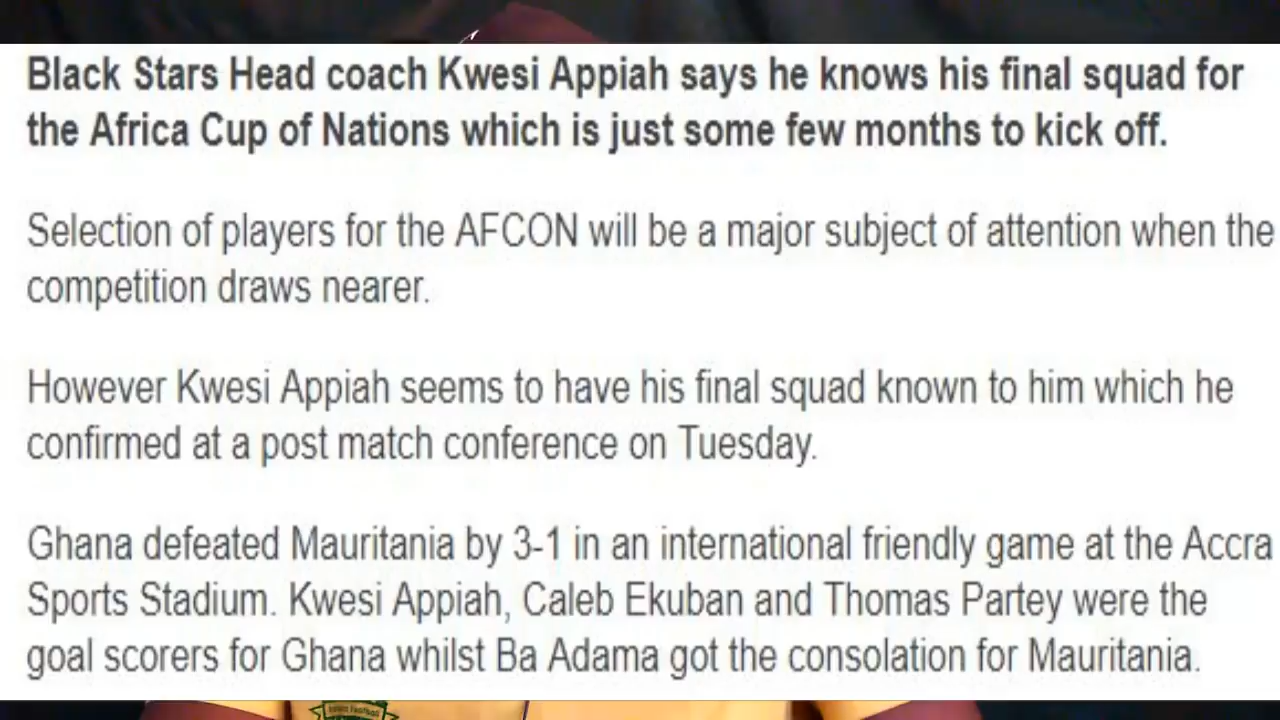 Black Stars Head coach Kwesi Appiah says he knows his final squad for
the Africa Cup of Nations which is just some few months to kick off.
Selection of players for the AFCON will be a major subject of attention when the
competition draws nearer.
However Kwesi Appiah seems to have his final squad known to him which he
confirmed at a post match conference on Tuesday.
Ghana defeated Mauritania by 3-1 in an international friendly game at the Accra
Sports Stadium. Kwesi Appiah, Caleb Ekuban and Thomas Partey were the
goal scorers for Ghana whilst Ba Adama got the consolation for Mauritania.